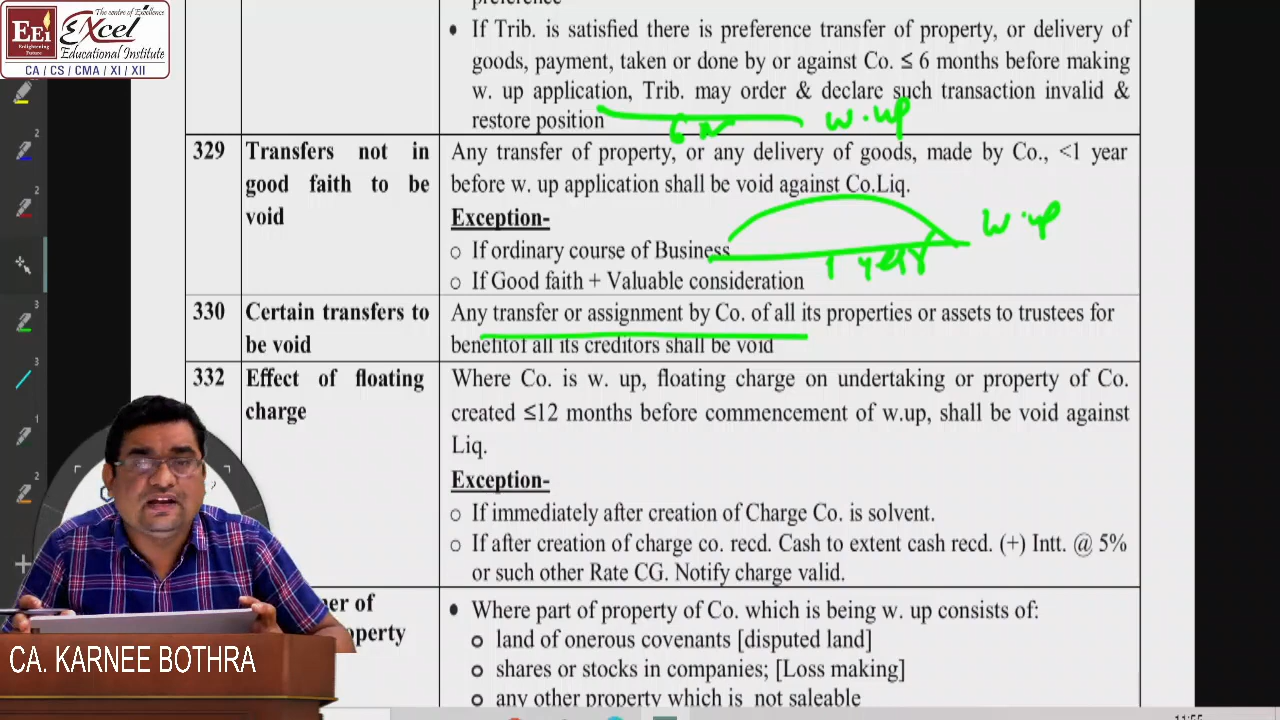 The centre of Excellence
EEi
Enlightening
Future
EXcel
Educational Institute
CA / CS / CMA / XI / XII
preference
• If Trib. is satisfied there is preference transfer of property, or delivery of
goods, payment, taken or done by or against Co. ≤ 6 months before making
w. up application, Trib. may order & declare such transaction invalid &
restore position
w.up
329 Transfers not in good faith to be void
Any transfer of property, or any delivery of goods, made by Co., <1 year
before w. up application shall be void against Co.Liq.
Exception-
o If ordinary course of Business
o If Good faith + Valuable consideration
w.up
1 year
330 Certain transfers to be void
Any transfer or assignment by Co. of all its properties or assets to trustees for
benefitof all its creditors shall be void
332 Effect of floating charge
Where Co. is w. up, floating charge on undertaking or property of Co.
created ≤12 months before commencement of w.up, shall be void against
Liq.
Exception-
o If immediately after creation of Charge Co. is solvent.
o If after creation of charge co. recd. Cash to extent cash recd. (+) Intt. @ 5%
or such other Rate CG. Notify charge valid.
of
• Where part of property of Co. which is being w. up consists of:
o land of onerous covenants [disputed land]
o shares or stocks in companies; [Loss making]
o any other property which is not saleable
CA. KARNEE BOTHRA